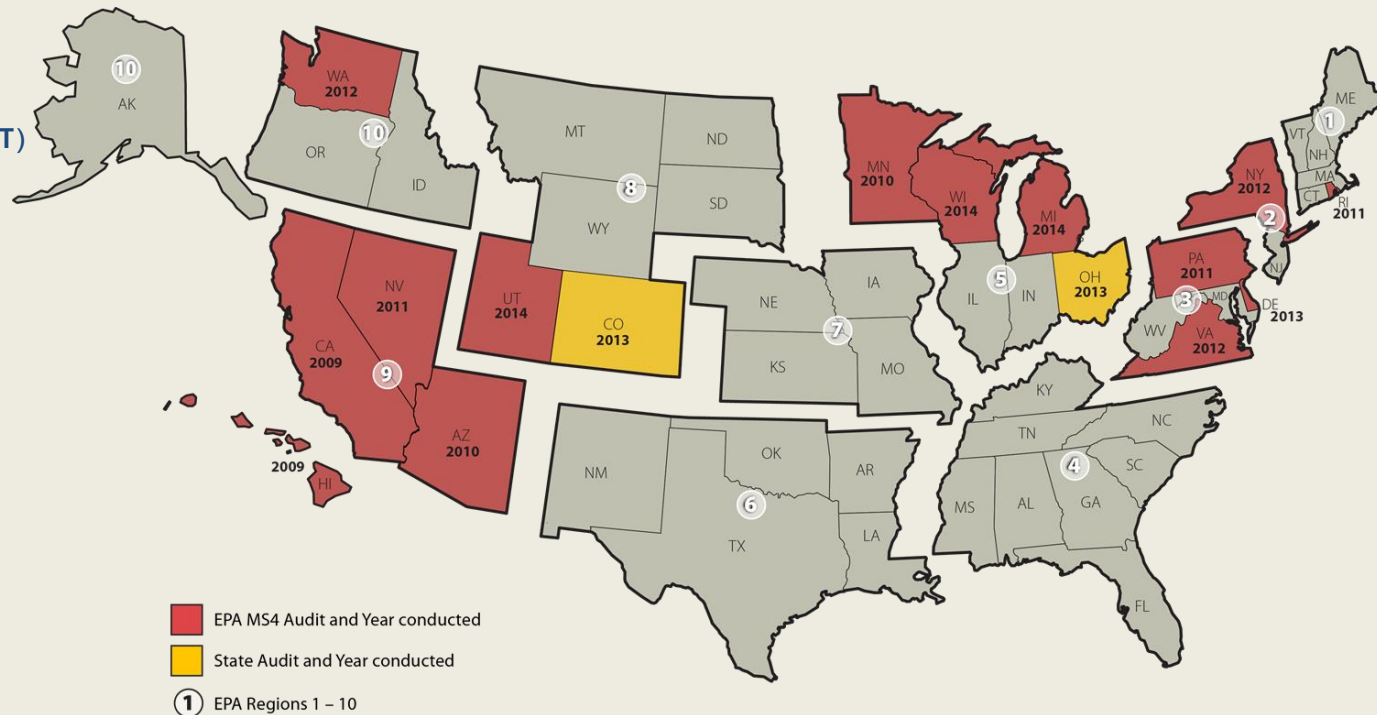 10
AK
T)
WA
2012
10
OR
ID
MT
ND
8
SD
WY
MN
2010
WI
2014
MI
2014
ME
1
VT
NH
MA
CT
RI
2011
NY
2012
2
NJ
PA
2011
3
MD
DE
2013
WV
VA
2012
CA
2009
NV
2011
9
UT
2014
CO
2013
AZ
2010
2009
HI
NE
IA
7
KS
MO
5
IL
IN
OH
2013
KY
TN
NC
4
SC
MS
AL
GA
FL
NM
OK
AR
6
TX
LA
EPA MS4 Audit and Year conducted
State Audit and Year conducted
1 EPA Regions 1 – 10